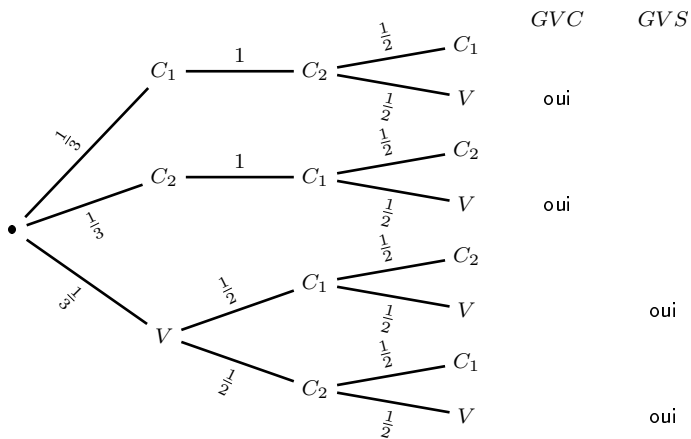 GVC GVS
1/2 C₁
C₁ 1 C₂
1/2 V oui
1/3
1/2 C₂
C₂ 1 C₁
1/3 1/2 V oui
•
1/2 C₂
1/3 1/2 C₁
1/2 V oui
V
1/2 C₁
1/2 C₂
1/2 V oui